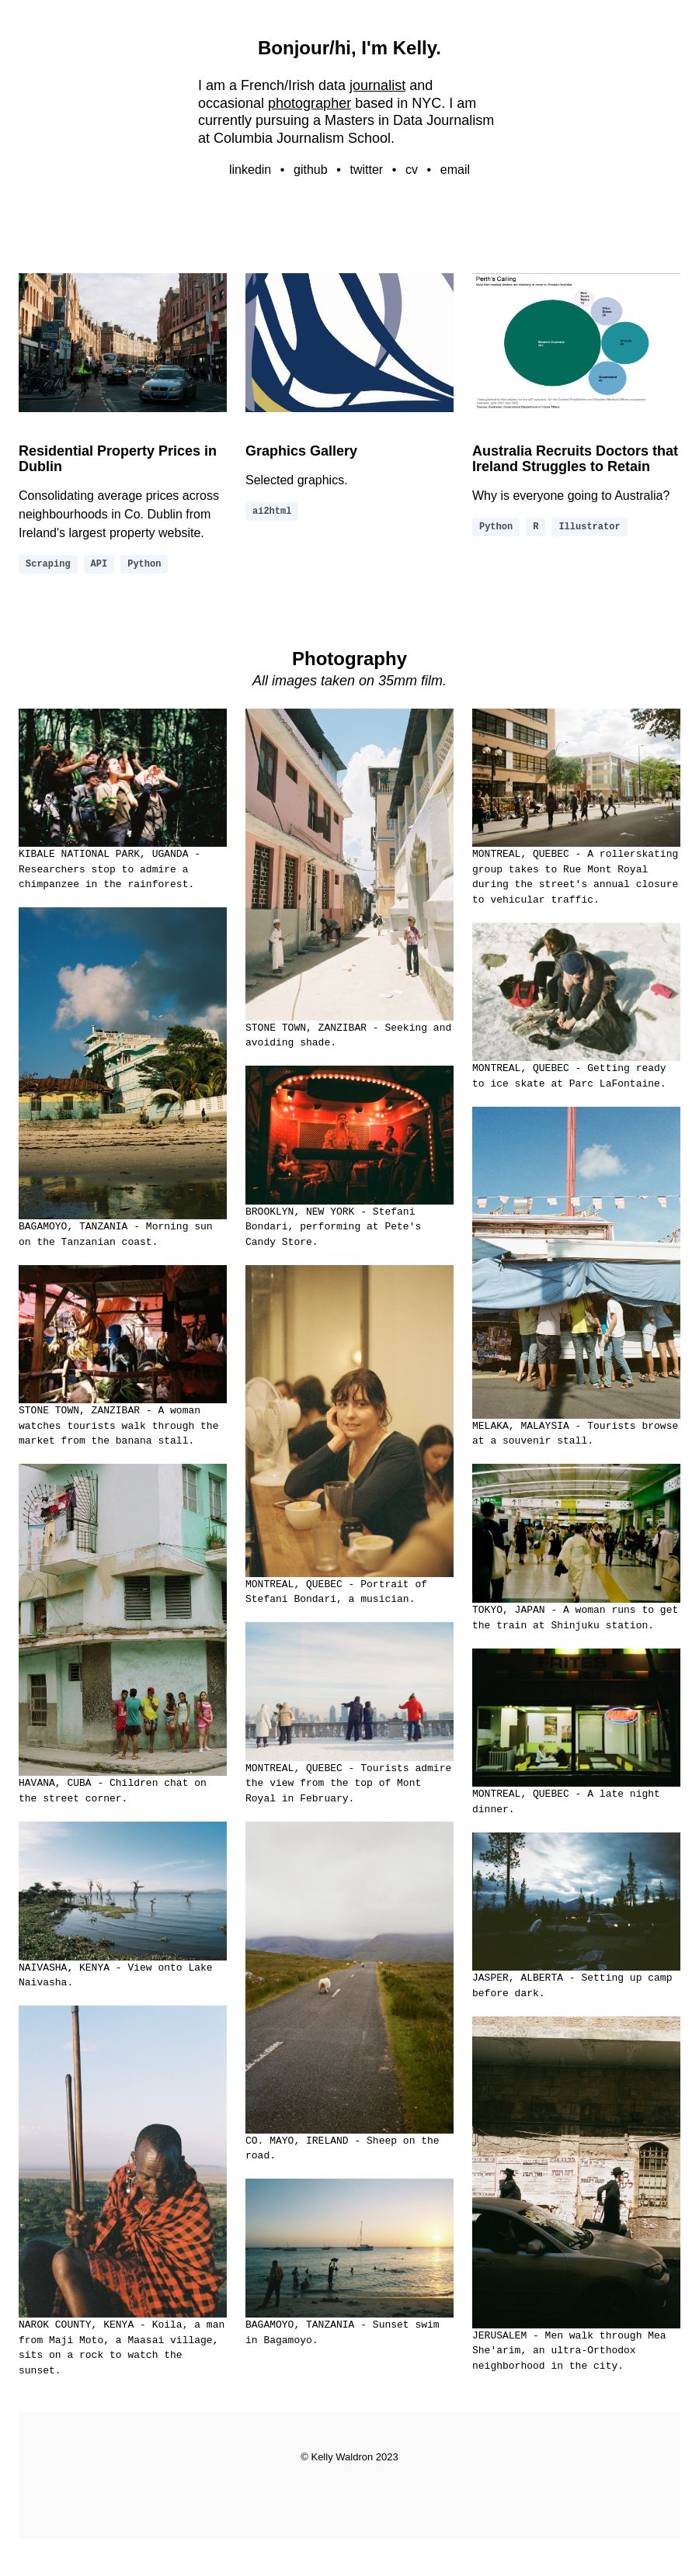 Bonjour/hi, I'm Kelly.
I am a French/Irish data journalist and
occasional photographer based in NYC. I am
currently pursuing a Masters in Data Journalism
at Columbia Journalism School.
linkedin • github • twitter • cv • email
Perth's Calling
Residential Property Prices in
Dublin
Consolidating average prices across
neighbourhoods in Co. Dublin from
Ireland's largest property website.
Scraping API Python
Graphics Gallery
Selected graphics.
ai2html
Australia Recruits Doctors that
Ireland Struggles to Retain
Why is everyone going to Australia?
Python R Illustrator
Photography
All images taken on 35mm film.
KIBALE NATIONAL PARK, UGANDA -
Researchers stop to admire a
chimpanzee in the rainforest.
BAGAMOYO, TANZANIA - Morning sun
on the Tanzanian coast.
STONE TOWN, ZANZIBAR - A woman
watches tourists walk through the
market from the banana stall.
HAVANA, CUBA - Children chat on
the street corner.
NAIVASHA, KENYA - View onto Lake
Naivasha.
NAROK COUNTY, KENYA - Koila, a man
from Maji Moto, a Maasai village,
sits on a rock to watch the
sunset.
STONE TOWN, ZANZIBAR - Seeking and
avoiding shade.
BROOKLYN, NEW YORK - Stefani
Bondari, performing at Pete's
Candy Store.
MONTREAL, QUEBEC - Portrait of
Stefani Bondari, a musician.
MONTREAL, QUEBEC - Tourists admire
the view from the top of Mont
Royal in February.
CO. MAYO, IRELAND - Sheep on the
road.
BAGAMOYO, TANZANIA - Sunset swim
in Bagamoyo.
MONTREAL, QUEBEC - A rollerskating
group takes to Rue Mont Royal
during the street's annual closure
to vehicular traffic.
MONTREAL, QUEBEC - Getting ready
to ice skate at Parc LaFontaine.
MELAKA, MALAYSIA - Tourists browse
at a souvenir stall.
TOKYO, JAPAN - A woman runs to get
the train at Shinjuku station.
FRITES
MONTREAL, QUEBEC - A late night
dinner.
JASPER, ALBERTA - Setting up camp
before dark.
JERUSALEM - Men walk through Mea
She'arim, an ultra-Orthodox
neighborhood in the city.
© Kelly Waldron 2023